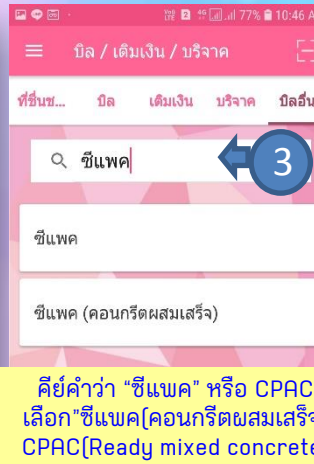 77% 10:46 A
บิล / เติมเงิน / บริจาค
ที่ชื่นช... บิล เติมเงิน บริจาค บิลอื่น
ซีแพค
3
ซีแพค
ซีแพค (คอนกรีตผสมเสร็จ)
คีย์คำว่า “ซีแพค” หรือ CPAC
เลือก”ซีแพค(คอนกรีตผสมเสร็จ
CPAC(Ready mixed concrete